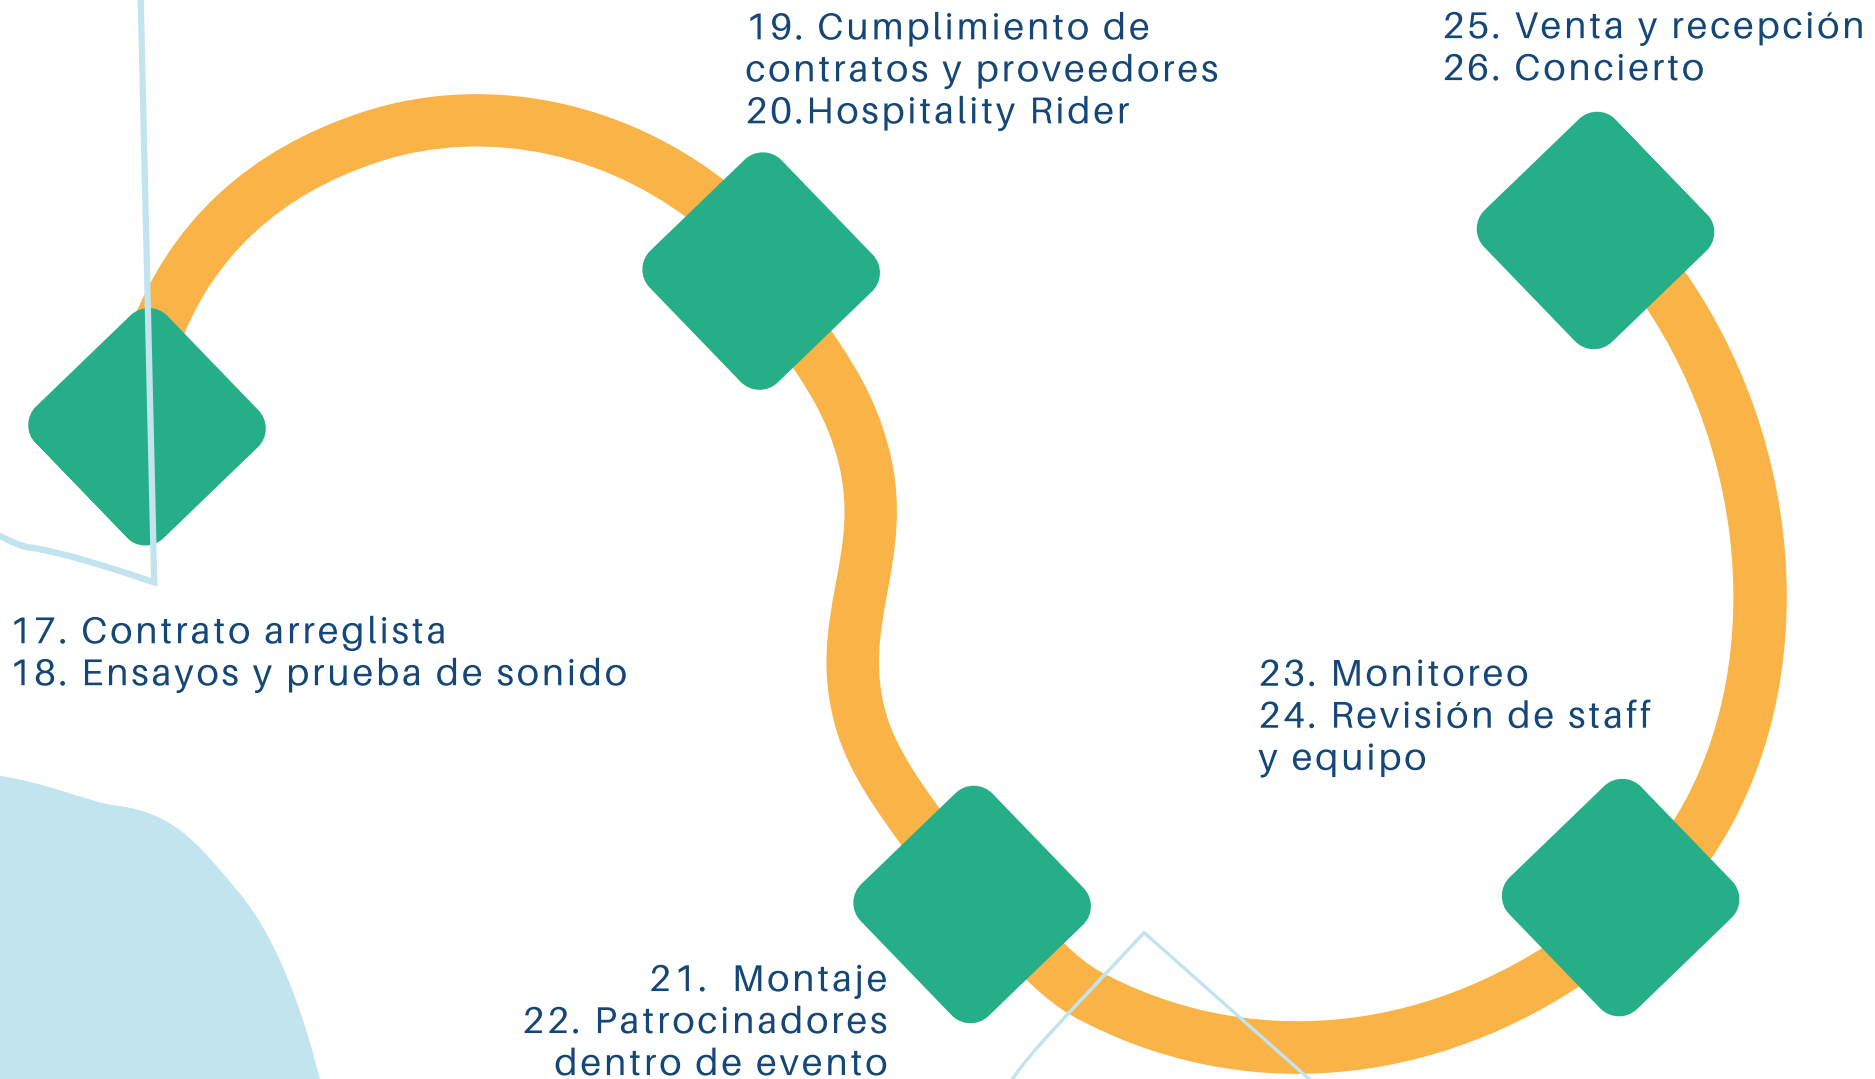 17. Contrato arreglista
18. Ensayos y prueba de sonido
19. Cumplimiento de
contratos y proveedores
20.Hospitality Rider
21. Montaje
22. Patrocinadores
dentro de evento
23. Monitoreo
24. Revisión de staff
y equipo
25. Venta y recepción
26. Concierto